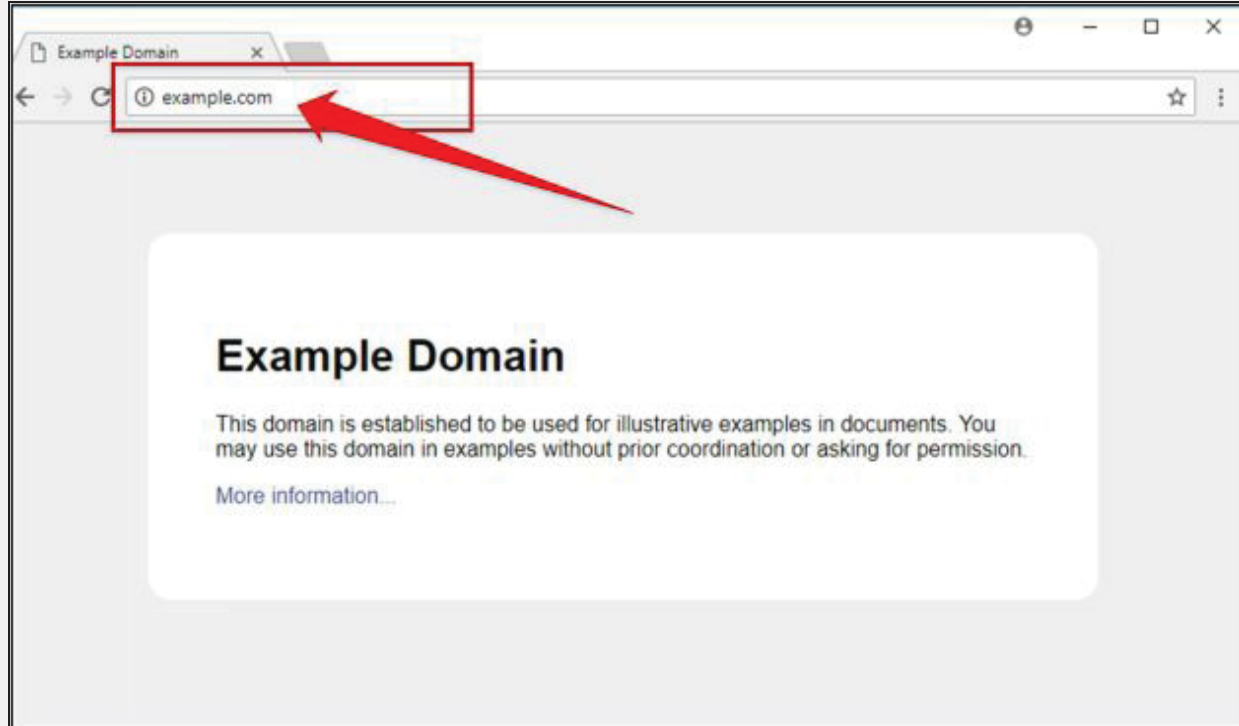 Example Domain
example.com
Example Domain
This domain is established to be used for illustrative examples in documents. You
may use this domain in examples without prior coordination or asking for permission.
More information...